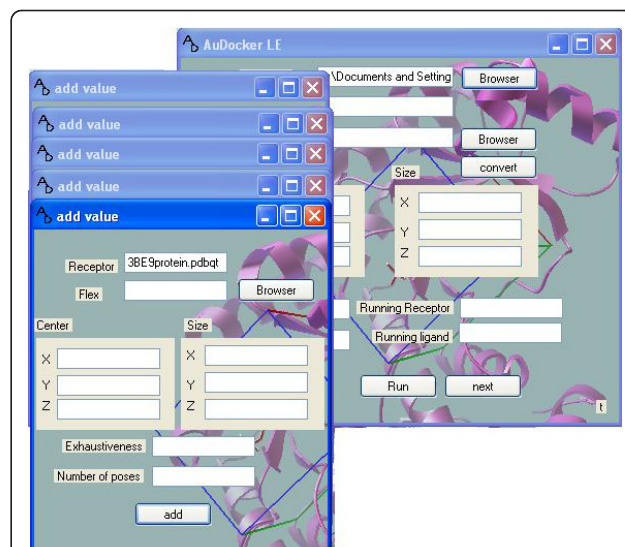 AuDocker LE
\Documents and Setting Browser
Browser
convert
Size
X
Y
Z
Running Receptor
Running ligand
Run next
t
add value
add value
add value
add value
add value
Receptor 3BE9protein.pdbqt
Flex Browser
Center Size
X X
Y Y
Z Z
Exhaustiveness
Number of poses
add